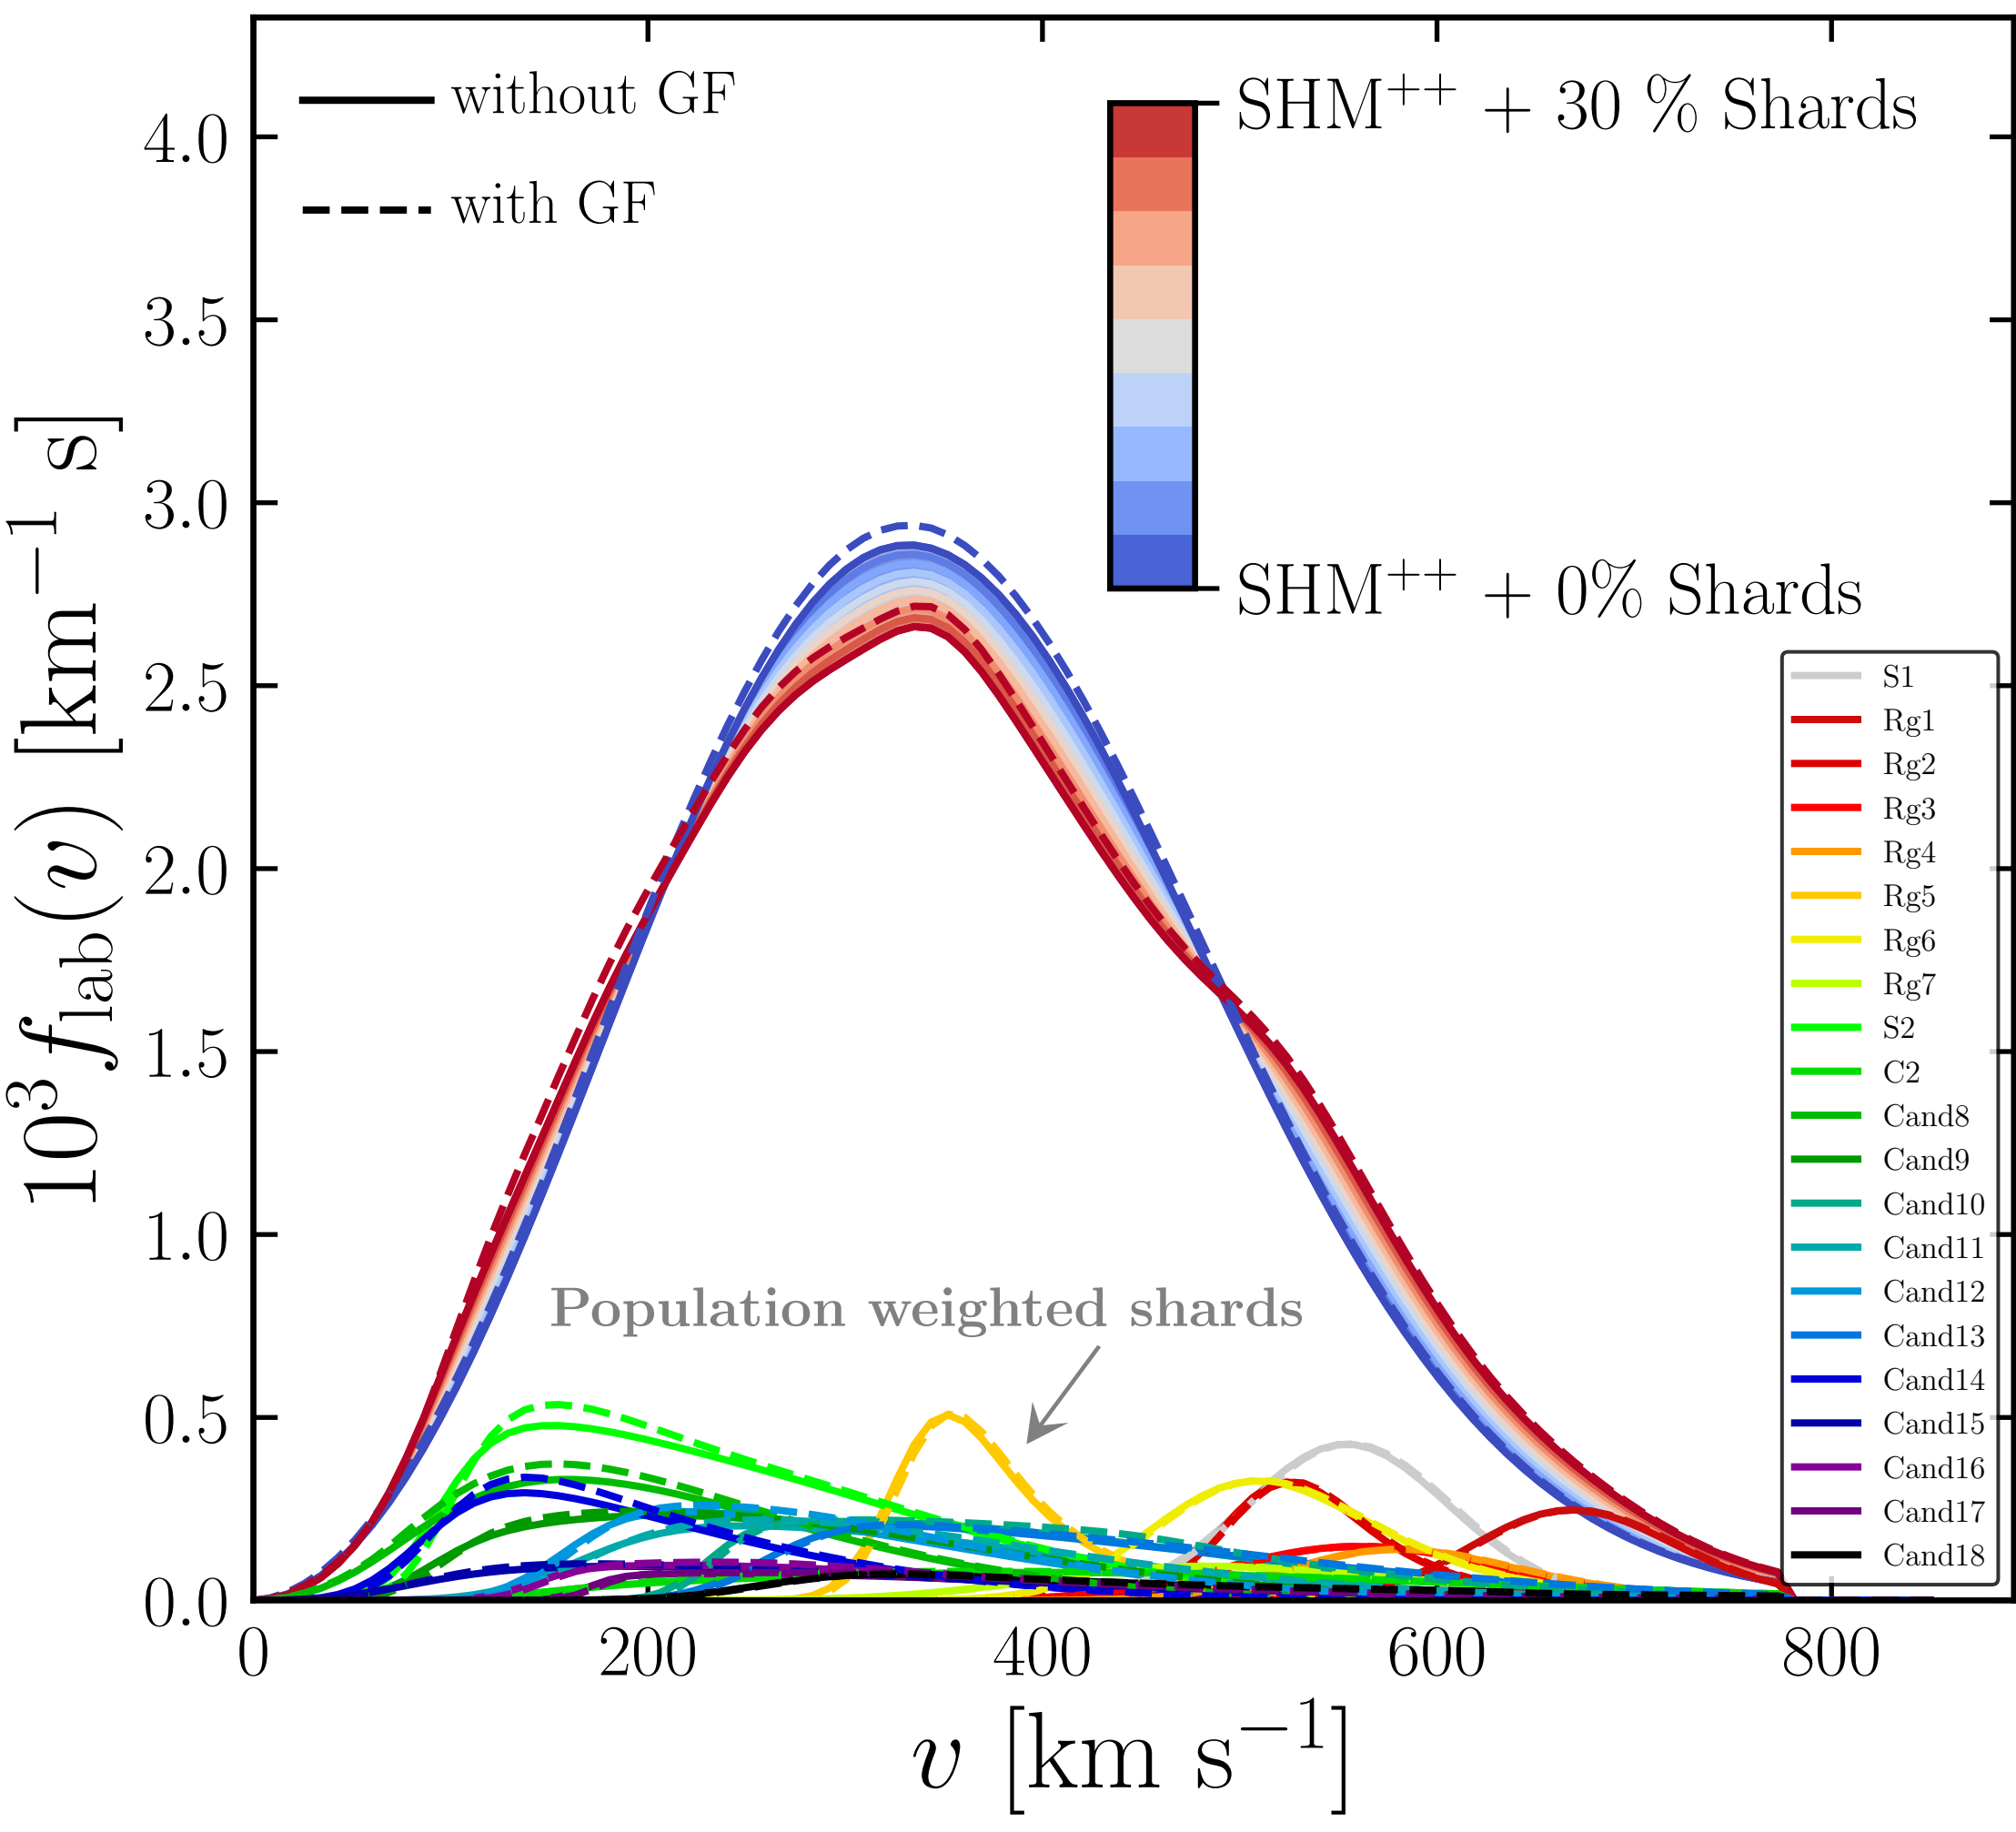 without GF
with GF
SHM⁺⁺ + 30 % Shards
SHM⁺⁺ + 0% Shards
4.0
3.5
3.0
2.5
2.0
1.5
1.0
0.5
0.0
10³ f_lab(v) [km⁻¹ s]
S1
Rg1
Rg2
Rg3
Rg4
Rg5
Rg6
Rg7
S2
C2
Cand8
Cand9
Cand10
Cand11
Cand12
Cand13
Cand14
Cand15
Cand16
Cand17
Cand18
Population weighted shards
0 200 400 600 800
v [km s⁻¹]